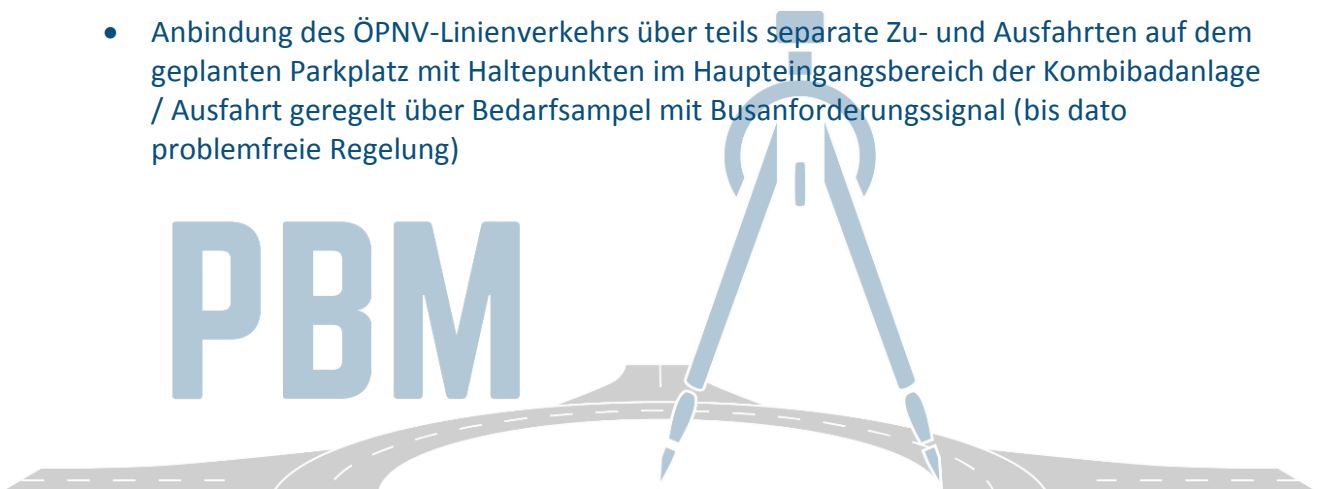 • Anbindung des ÖPNV-Linienverkehrs über teils separate Zu- und Ausfahrten auf dem
geplanten Parkplatz mit Haltepunkten im Haupteingangsbereich der Kombibadanlage
/ Ausfahrt geregelt über Bedarfsampel mit Busanforderungssignal (bis dato
problemfreie Regelung)
PBM